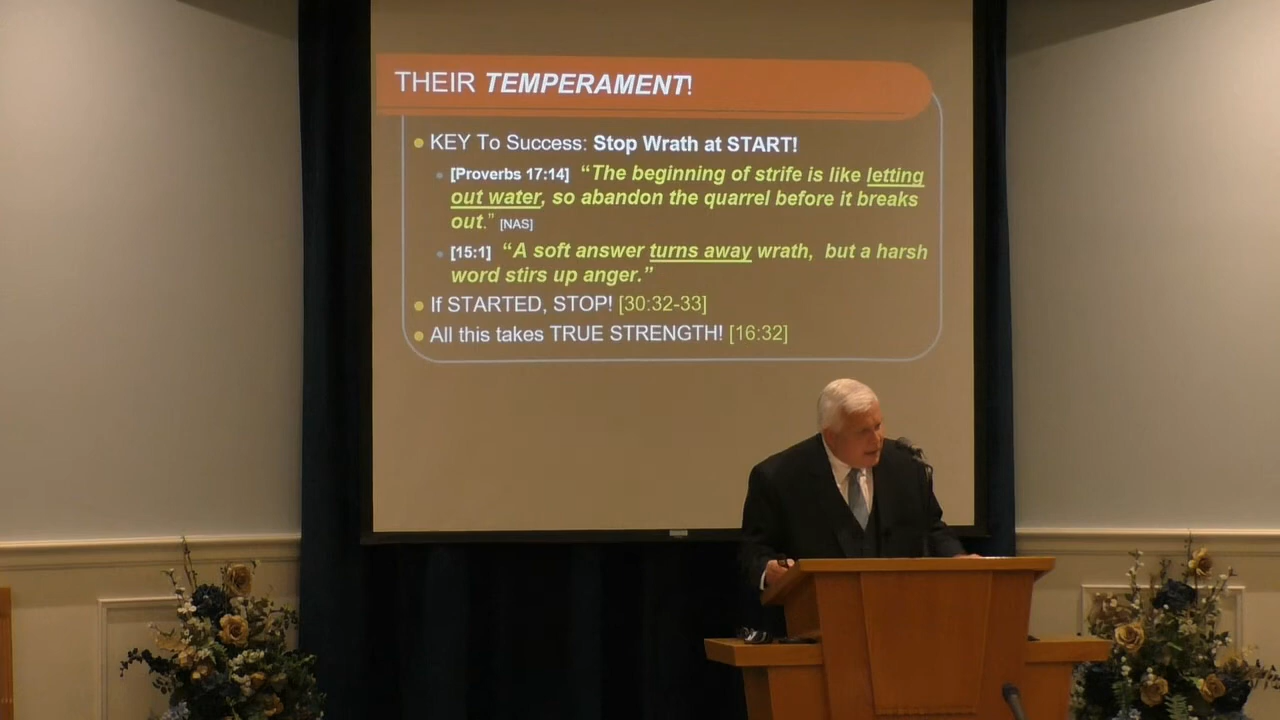 THEIR TEMPERAMENT!
KEY To Success: Stop Wrath at START!
[Proverbs 17:14] “The beginning of strife is like letting
out water, so abandon the quarrel before it breaks
out.” [NAS]
[15:1] “A soft answer turns away wrath, but a harsh
word stirs up anger.”
If STARTED, STOP! [30:32-33]
All this takes TRUE STRENGTH! [16:32]